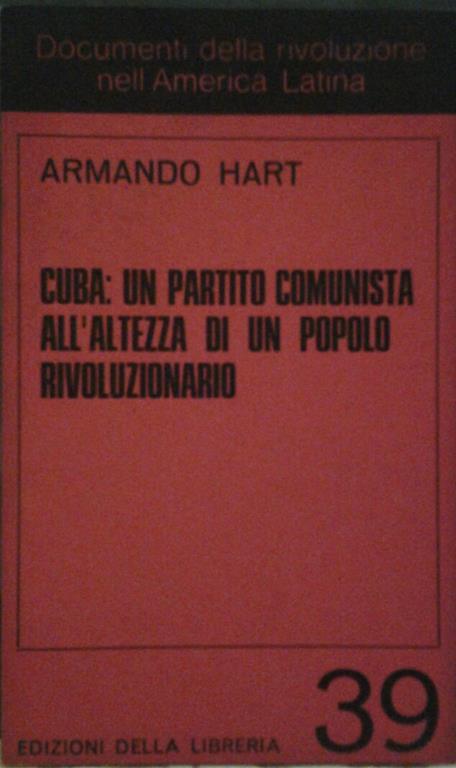 Documenti della rivoluzione
nell'America Latina
ARMANDO HART
CUBA: UN PARTITO COMUNISTA
ALL'ALTEZZA DI UN POPOLO
RIVOLUZIONARIO
EDIZIONI DELLA LIBRERIA 39